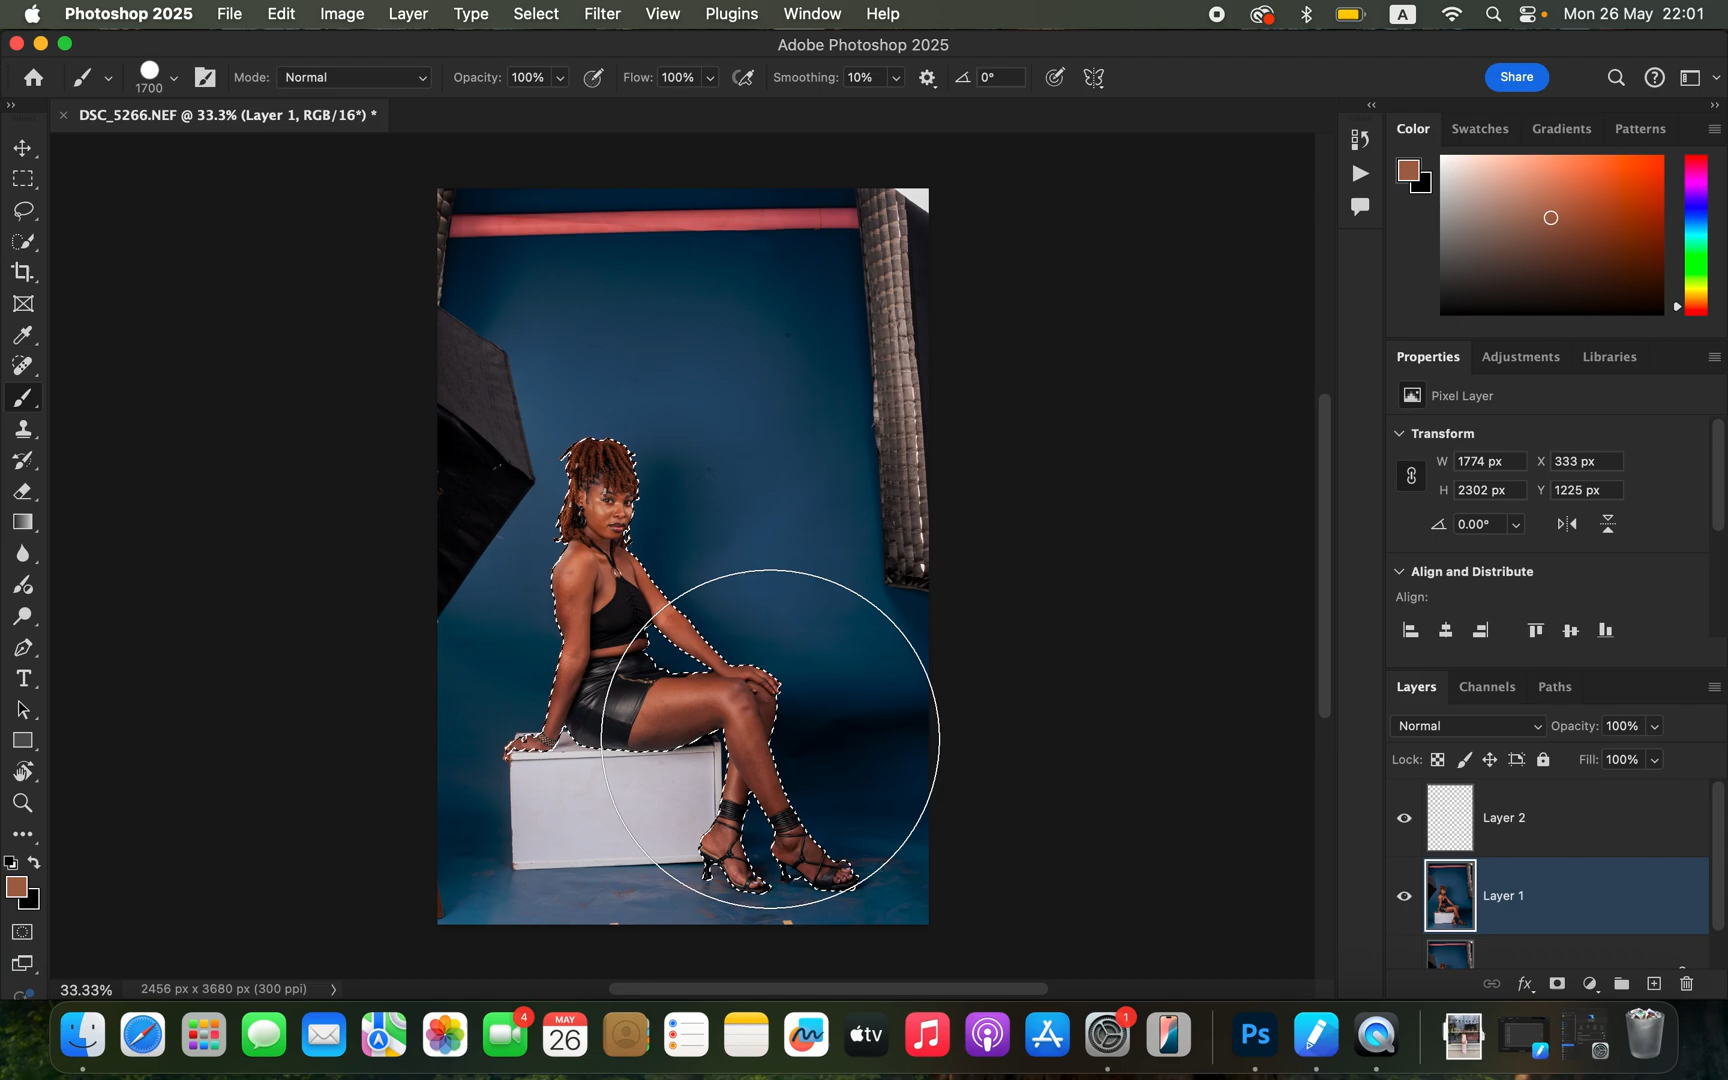 Photoshop 2025 File Edit Image Layer Type Select Filter View Plugins Window Help A Mon 26 May 22:01
Adobe Photoshop 2025
1700 Mode: Normal Opacity: 100% Flow: 100% Smoothing: 10% 0° Share
× DSC_5266.NEF @ 33.3% (Layer 1, RGB/16*) *
Color Swatches Gradients Patterns
Properties Adjustments Libraries
Pixel Layer
Transform
W 1774 px X 333 px
H 2302 px Y 1225 px
0.00°
Align and Distribute
Align:
Layers Channels Paths
Normal Opacity: 100%
Lock: Fill: 100%
Layer 2
Layer 1
fx
33.33% 2456 px x 3680 px (300 ppi)
4
MAY
26
tv
1
Ps